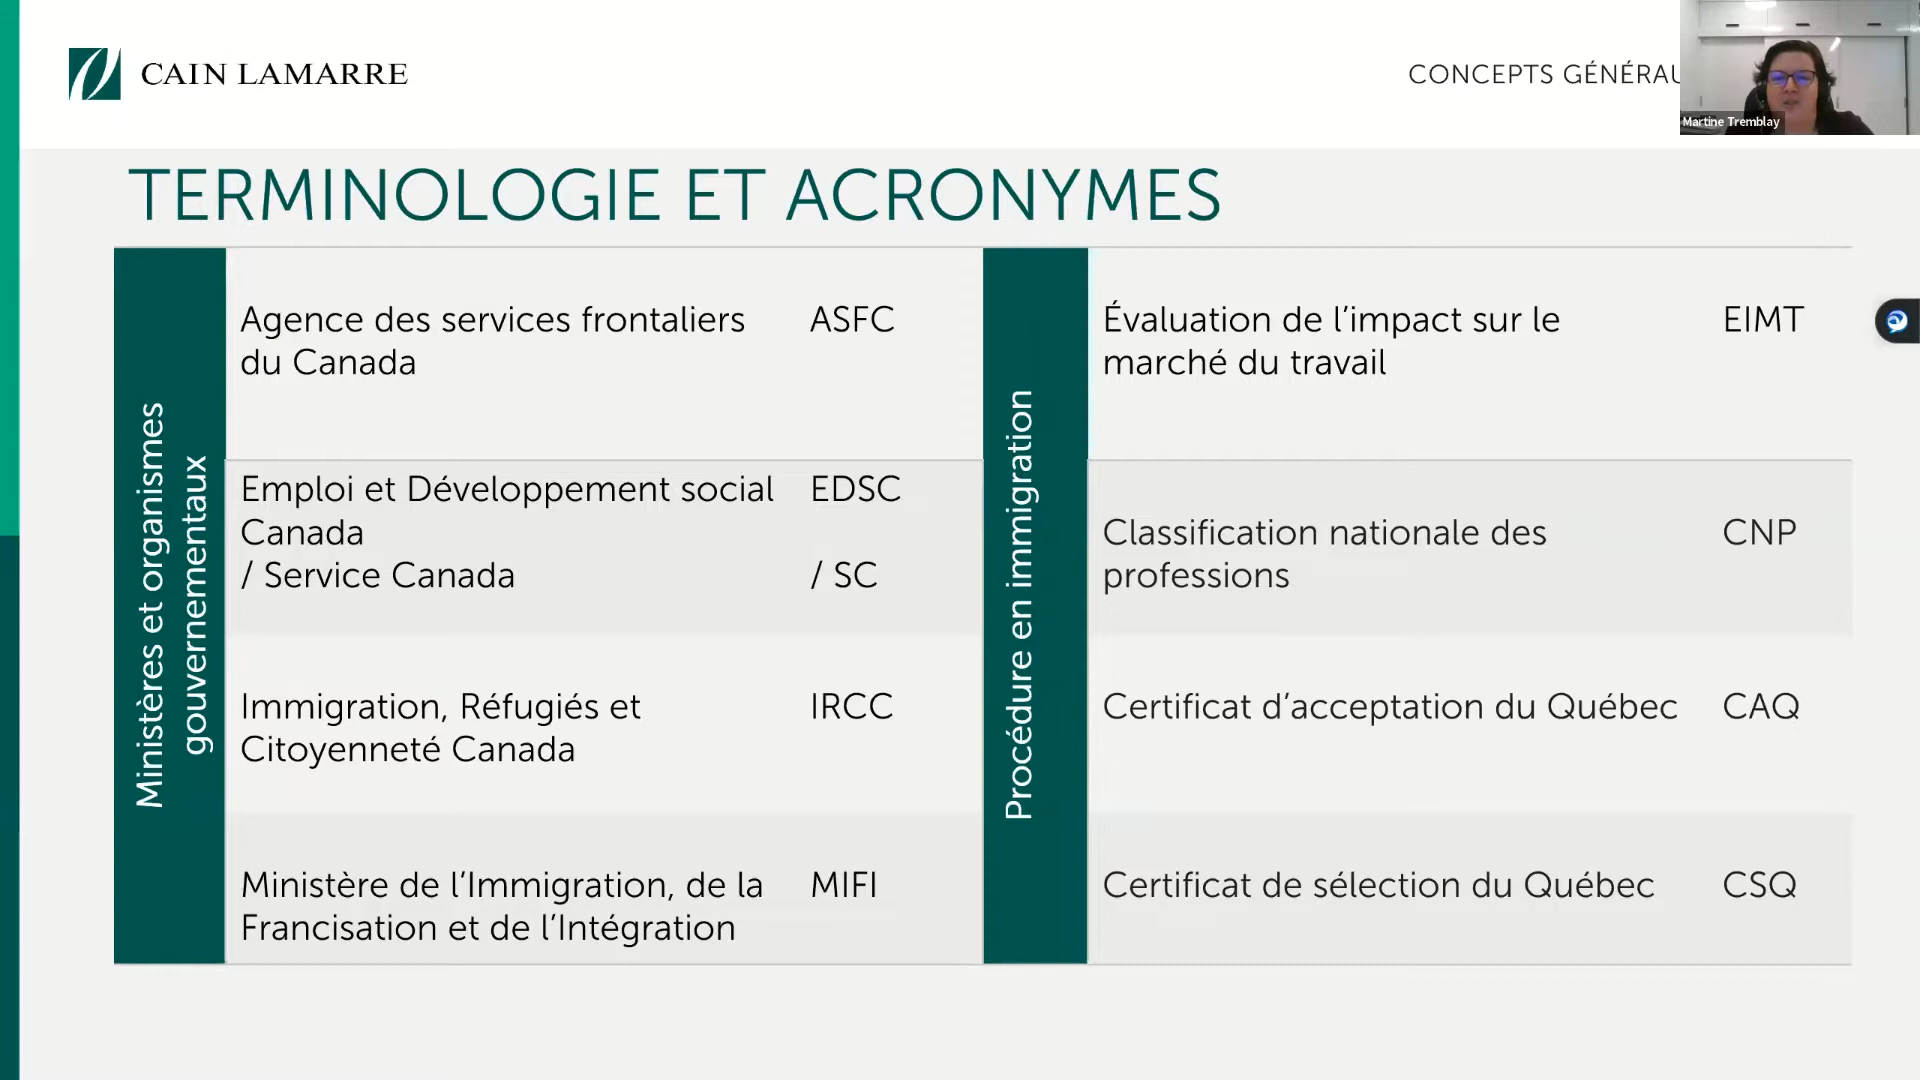 CAIN LAMARRE
CONCEPTS GÉNÉRAU
Martine Tremblay
TERMINOLOGIE ET ACRONYMES
Ministères et organismes
gouvernementaux
Agence des services frontaliers
du Canada
ASFC
Emploi et Développement social
Canada
/ Service Canada
EDSC
/ SC
Immigration, Réfugiés et
Citoyenneté Canada
IRCC
Ministère de l’Immigration, de la
Francisation et de l’Intégration
MIFI
Procédure en immigration
Évaluation de l’impact sur le
marché du travail
EIMT
Classification nationale des
professions
CNP
Certificat d’acceptation du Québec
CAQ
Certificat de sélection du Québec
CSQ